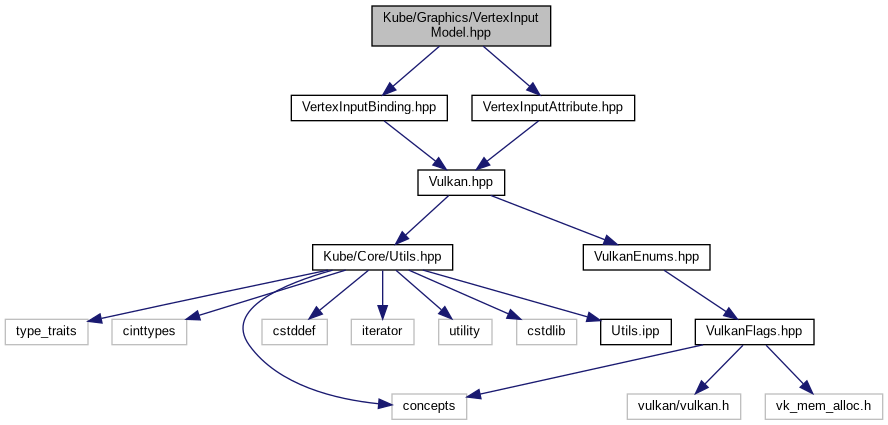 Kube/Graphics/VertexInput
Model.hpp
VertexInputBinding.hpp
VertexInputAttribute.hpp
Vulkan.hpp
Kube/Core/Utils.hpp
VulkanEnums.hpp
type_traits
cinttypes
cstddef
iterator
utility
cstdlib
Utils.ipp
VulkanFlags.hpp
concepts
vulkan/vulkan.h
vk_mem_alloc.h